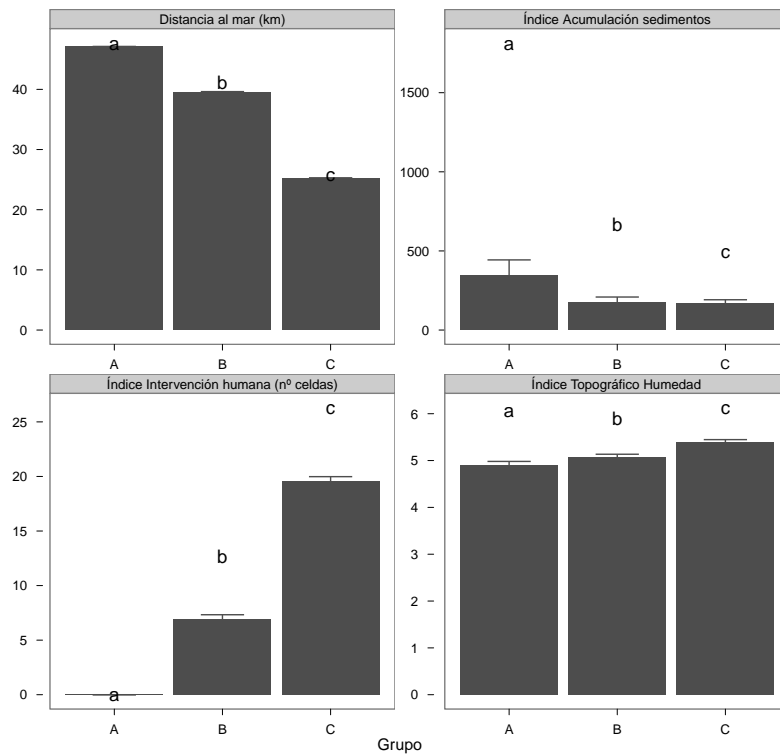 Distancia al mar (km)
Índice Acumulación sedimentos
a
b
c
40
30
20
10
0
A
B
C
a
b
c
1500
1000
500
0
A
B
C
Índice Intervención humana (nº celdas)
Índice Topográfico Humedad
a
b
c
25
20
15
10
5
0
A
B
C
a
b
c
6
5
4
3
2
1
0
A
B
C
Grupo